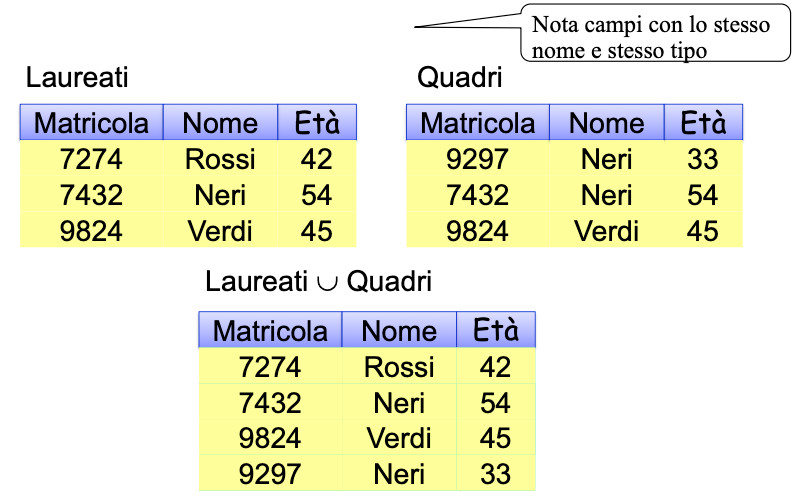 Nota campi con lo stesso
nome e stesso tipo
Laureati
Matricola Nome Età
7274 Rossi 42
7432 Neri 54
9824 Verdi 45
Quadri
Matricola Nome Età
9297 Neri 33
7432 Neri 54
9824 Verdi 45
Laureati ∪ Quadri
Matricola Nome Età
7274 Rossi 42
7432 Neri 54
9824 Verdi 45
9297 Neri 33